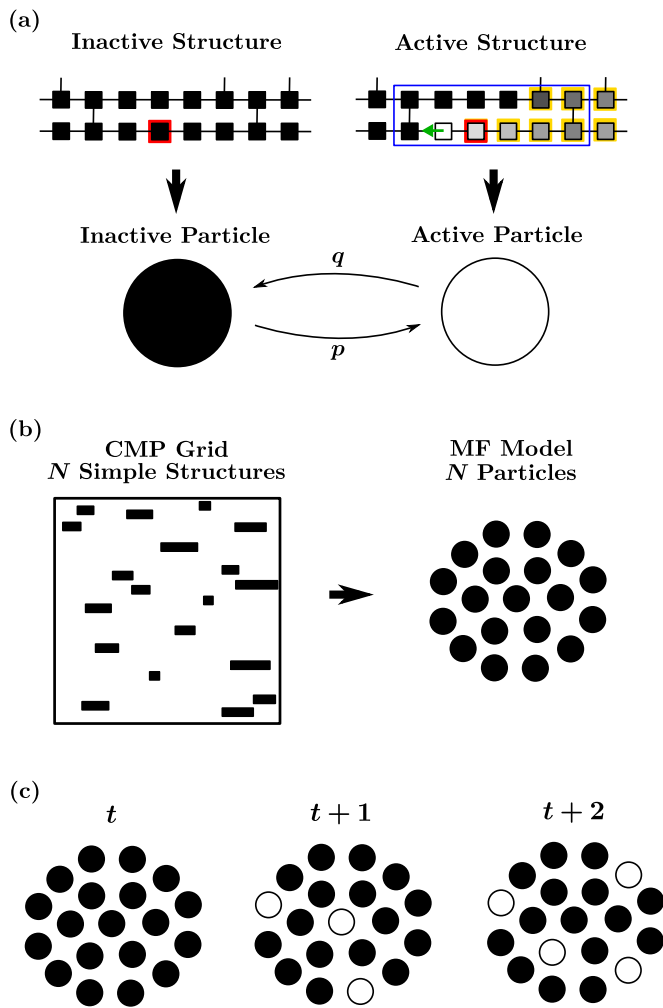 (a)
Inactive Structure
Active Structure
Inactive Particle
Active Particle
q
p
(b)
CMP Grid
N Simple Structures
MF Model
N Particles
(c)
t
t + 1
t + 2